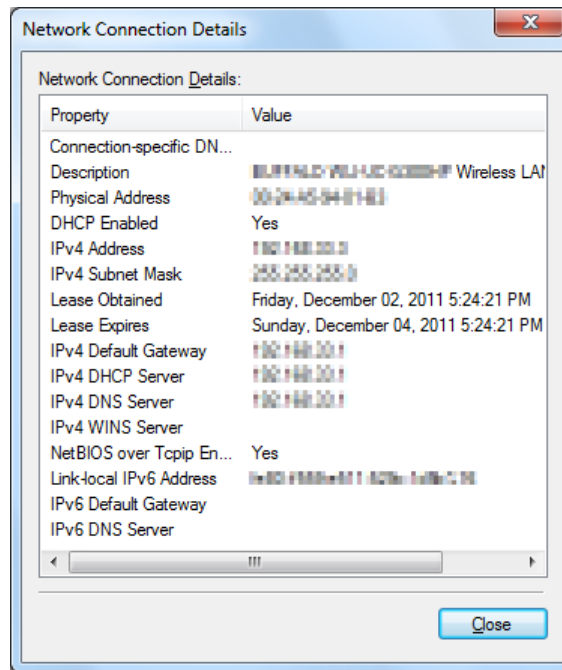 Network Connection Details
Network Connection Details:
Property Value
Connection-specific DN...
Description Wireless LAN
Physical Address
DHCP Enabled Yes
IPv4 Address
IPv4 Subnet Mask
Lease Obtained Friday, December 02, 2011 5:24:21 PM
Lease Expires Sunday, December 04, 2011 5:24:21 PM
IPv4 Default Gateway
IPv4 DHCP Server
IPv4 DNS Server
IPv4 WINS Server
NetBIOS over Tcpip En... Yes
Link-local IPv6 Address
IPv6 Default Gateway
IPv6 DNS Server
Close